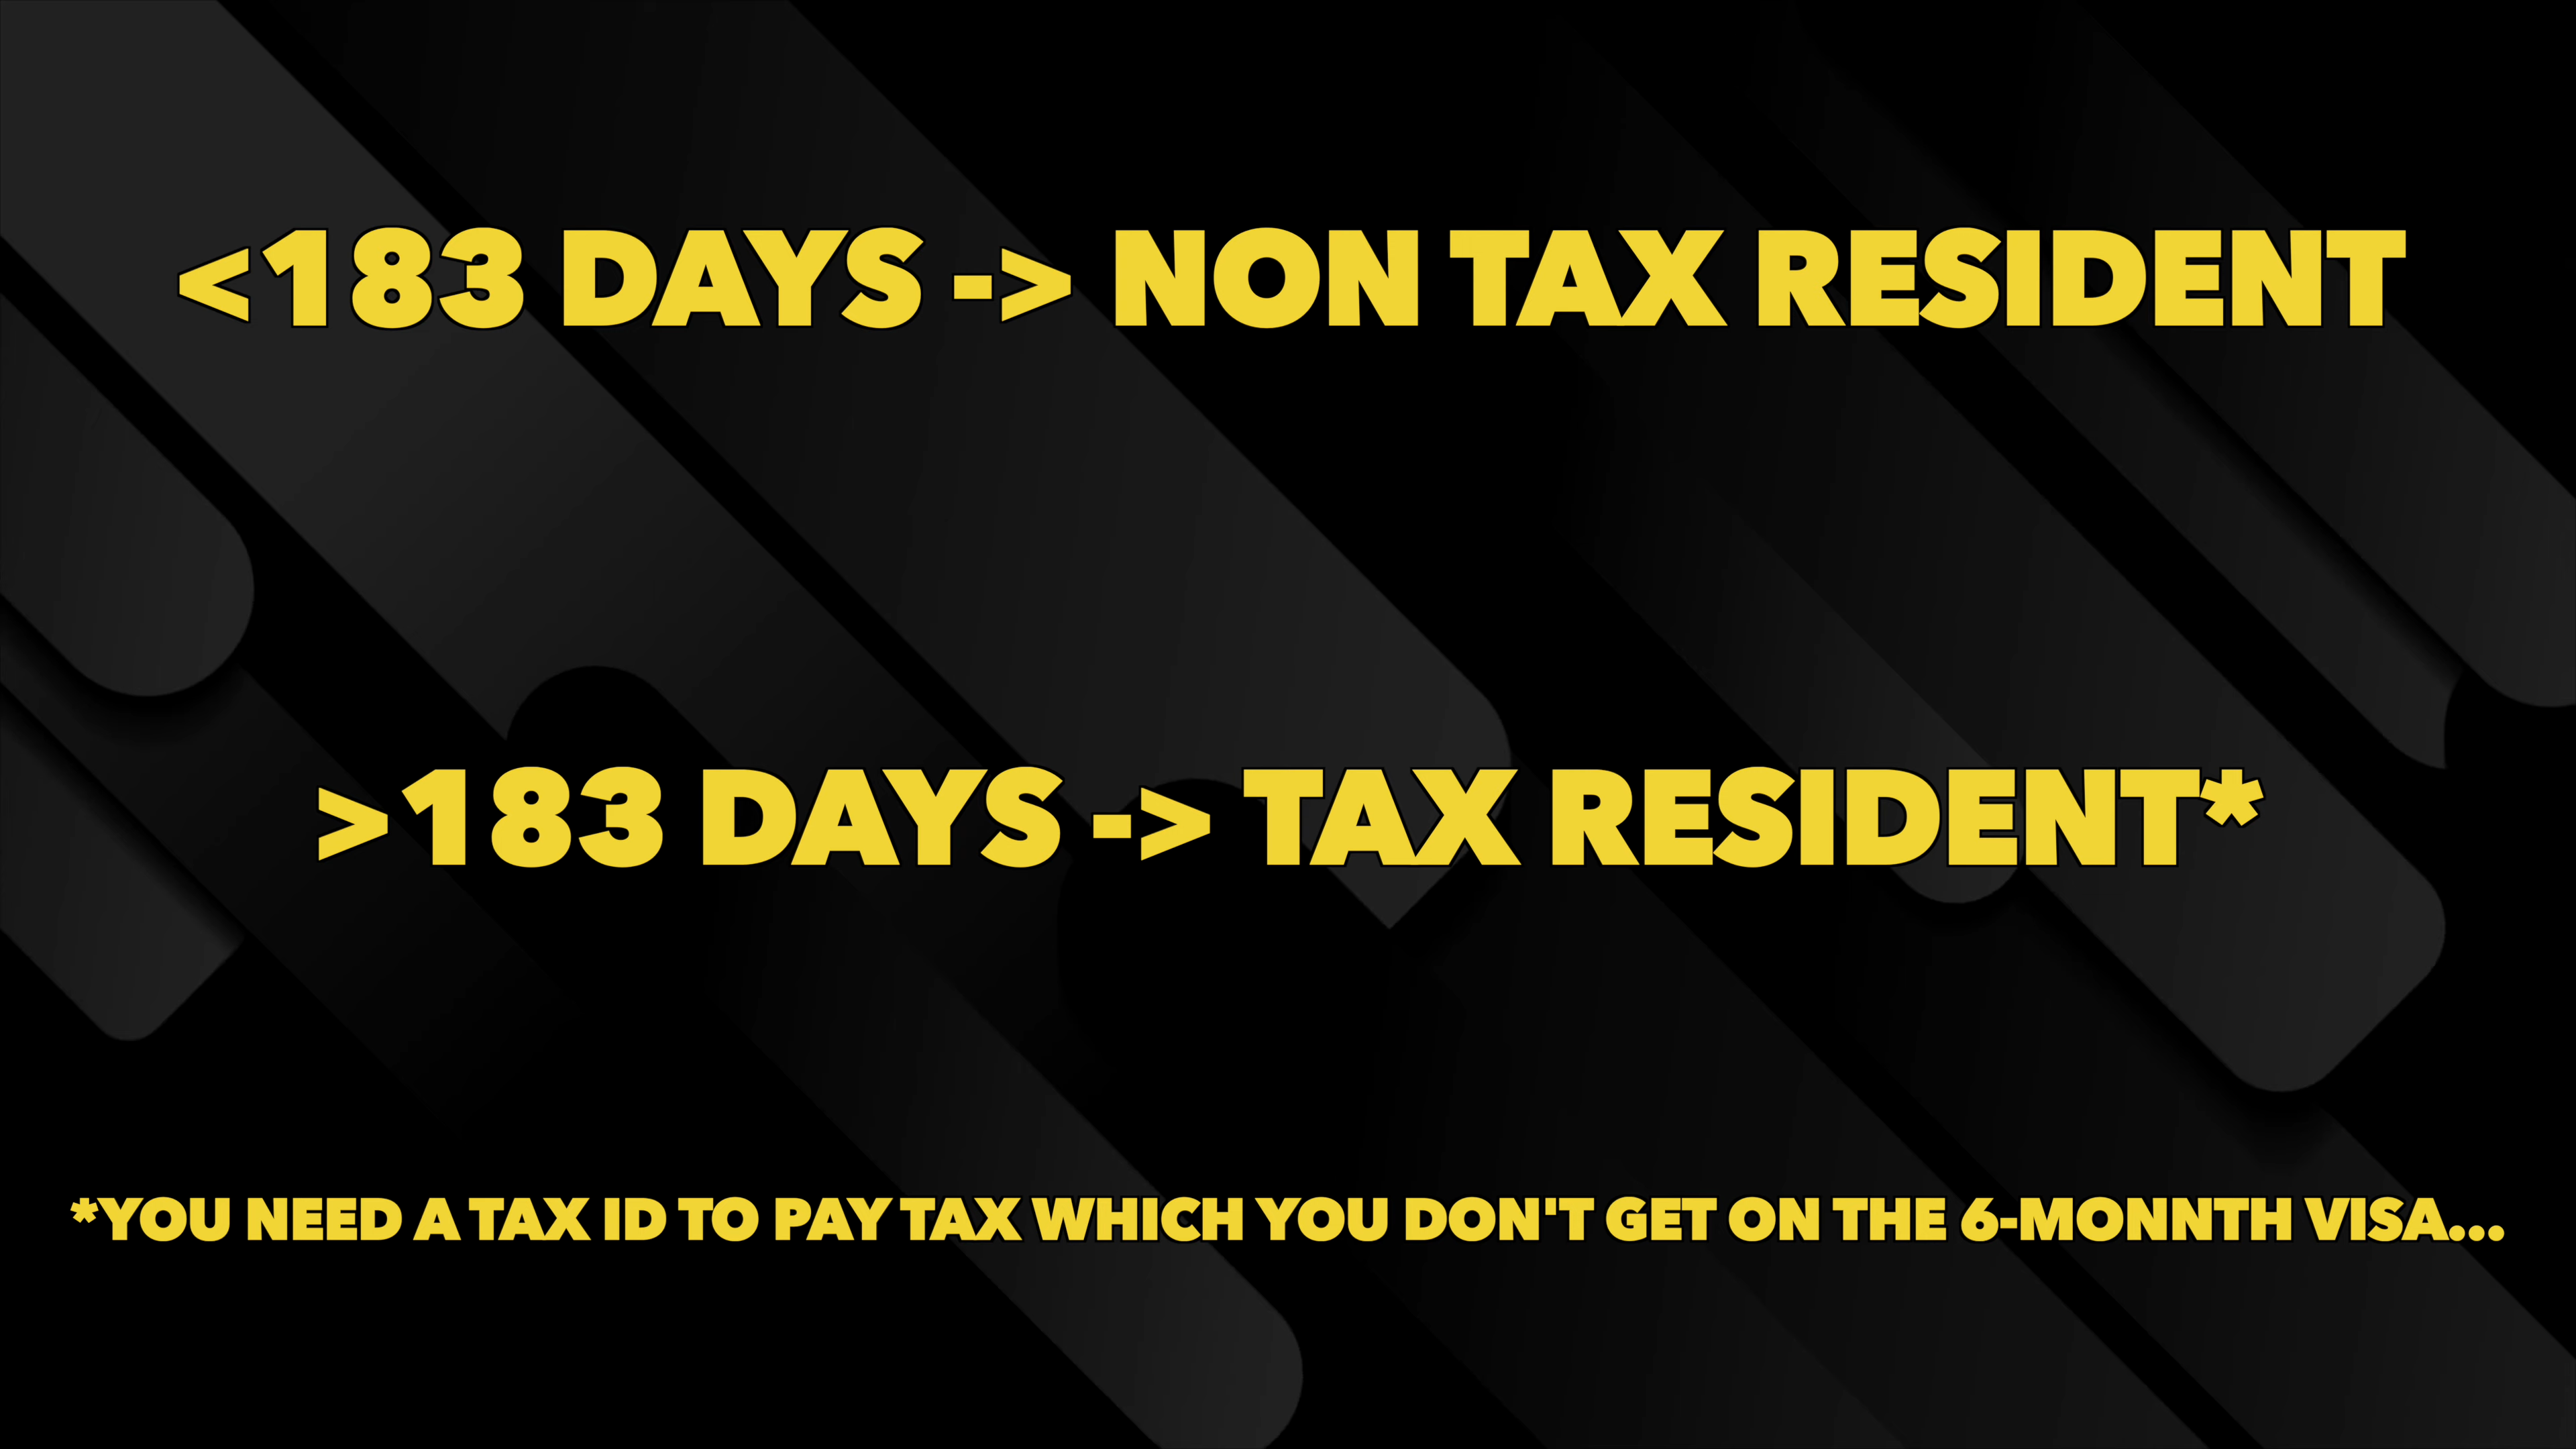 <183 DAYS -> NON TAX RESIDENT
>183 DAYS -> TAX RESIDENT*
*YOU NEED A TAX ID TO PAY TAX WHICH YOU DON'T GET ON THE 6-MONNTH VISA...